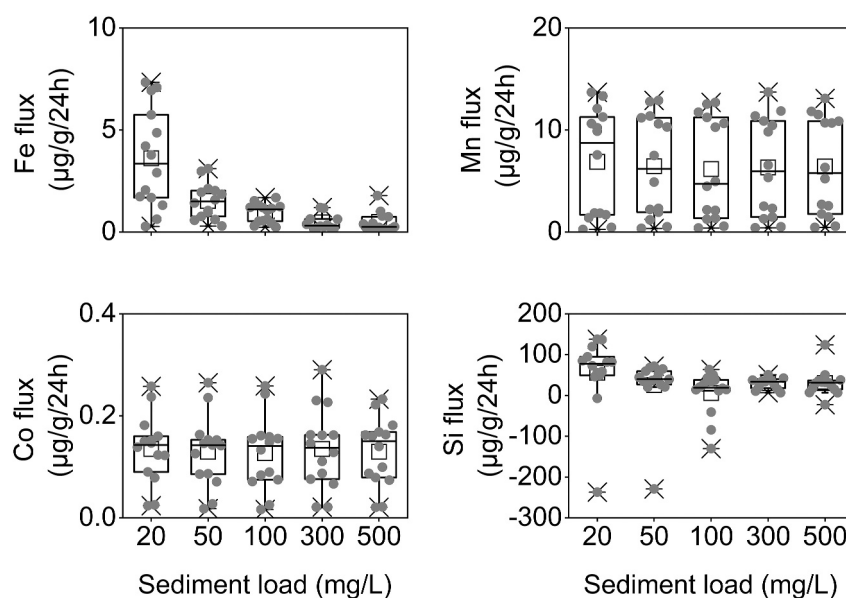 Fe flux
(µg/g/24h)
10
5
0
Mn flux
(µg/g/24h)
20
10
0
Co flux
(µg/g/24h)
0.4
0.2
0.0
20 50 100 300 500
Sediment load (mg/L)
Si flux
(µg/g/24h)
200
100
0
-100
-200
-300
20 50 100 300 500
Sediment load (mg/L)